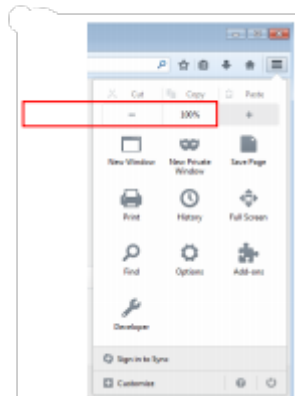 Cut Copy Paste
− 100% +
New Window New Private Window Save Page
Print History Full Screen
Find Options Add-ons
Developer
Sign in to Sync
Customize